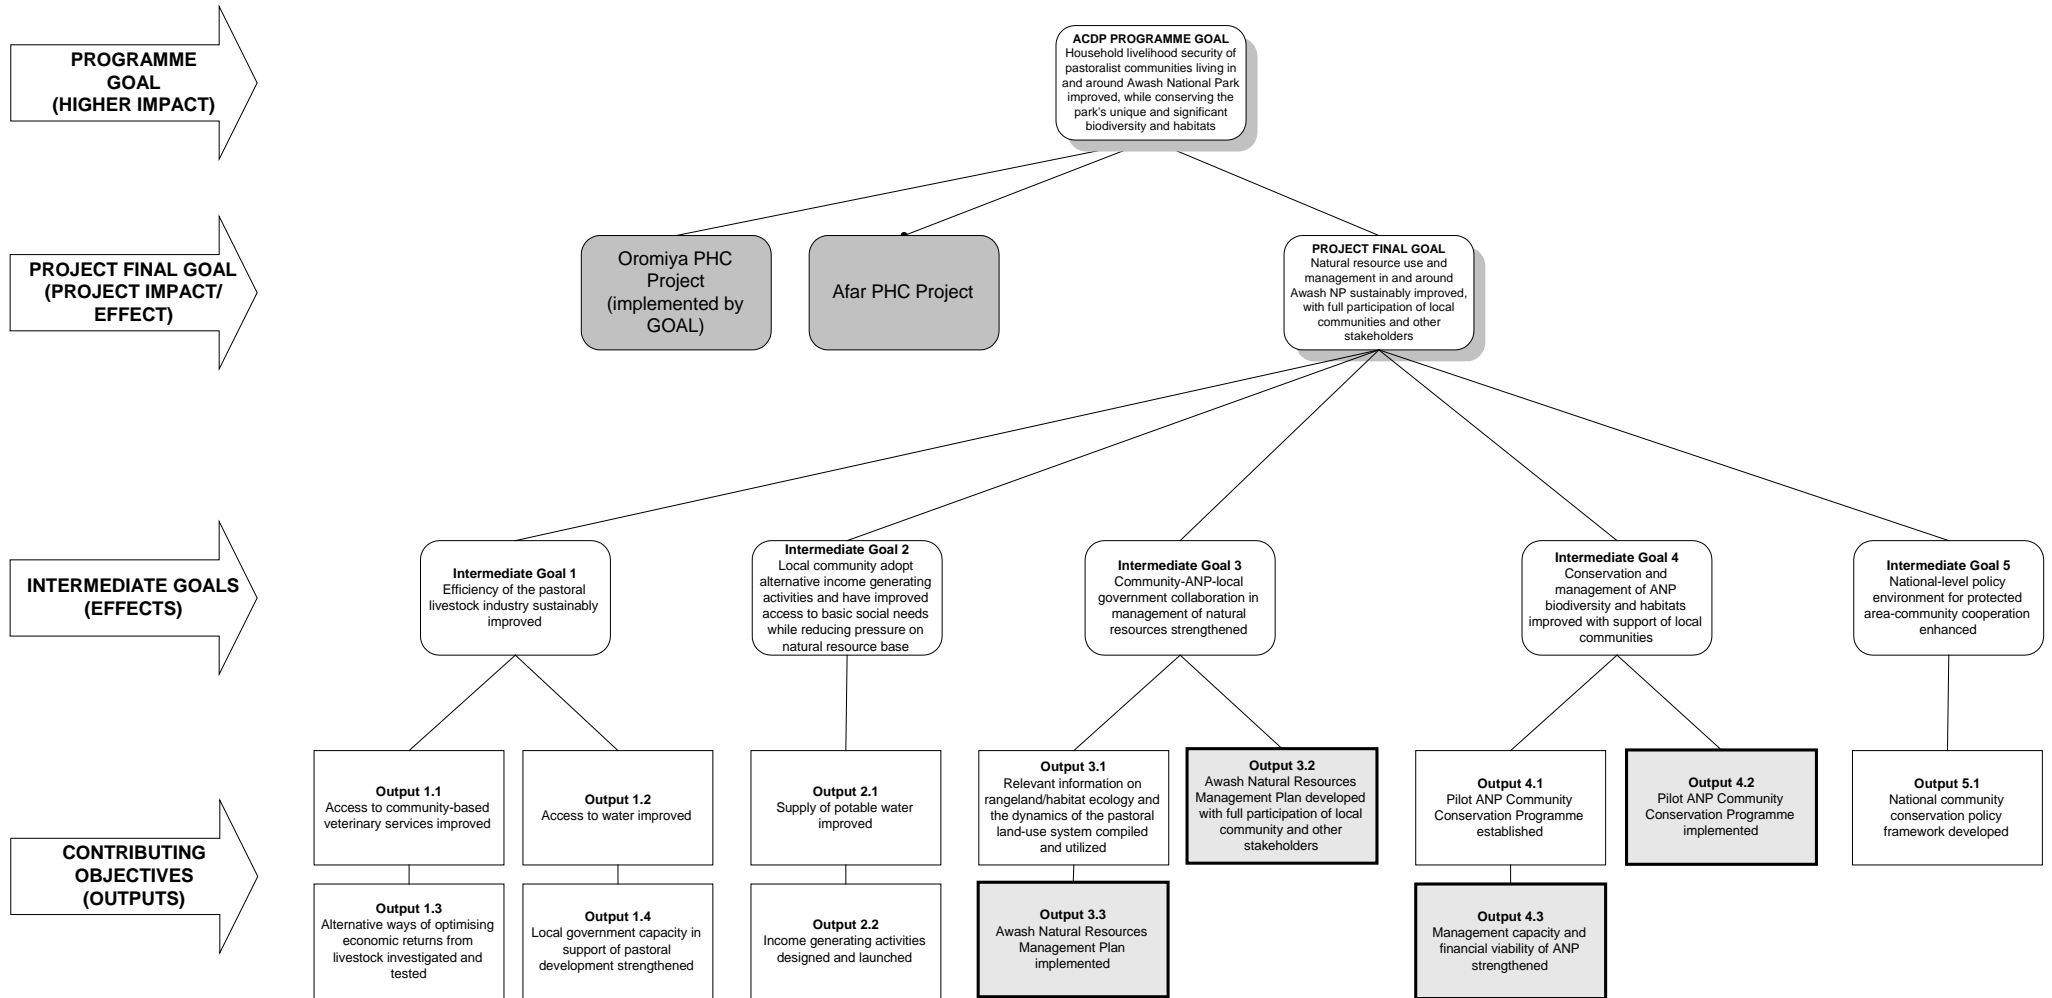 PROGRAMME
GOAL
(HIGHER IMPACT)
ACDP PROGRAMME GOAL
Household livelihood security of
pastoralist communities living in
and around Awash National Park
improved, while conserving the
park's unique and significant
biodiversity and habitats
PROJECT FINAL GOAL
(PROJECT IMPACT/
EFFECT)
Oromiya PHC
Project
(implemented by
GOAL)
Afar PHC Project
PROJECT FINAL GOAL
Natural resource use and
management in and around
Awash NP sustainably improved,
with full participation of local
communities and other
stakeholders
INTERMEDIATE GOALS
(EFFECTS)
Intermediate Goal 1
Efficiency of the pastoral
livestock industry sustainably
improved
Intermediate Goal 2
Local community adopt
alternative income generating
activities and have improved
access to basic social needs
while reducing pressure on
natural resource base
Intermediate Goal 3
Community-ANP-local
government collaboration in
management of natural
resources strengthened
Intermediate Goal 4
Conservation and
management of ANP
biodiversity and habitats
improved with support of local
communities
Intermediate Goal 5
National-level policy
environment for protected
area-community cooperation
enhanced
CONTRIBUTING
OBJECTIVES
(OUTPUTS)
Output 1.1
Access to community-based
veterinary services improved
Output 1.2
Access to water improved
Output 2.1
Supply of potable water
improved
Output 3.1
Relevant information on
rangeland/habitat ecology and
the dynamics of the pastoral
land-use system compiled
and utilized
Output 3.2
Awash Natural Resources
Management Plan developed
with full participation of local
community and other
stakeholders
Output 4.1
Pilot ANP Community
Conservation Programme
established
Output 4.2
Pilot ANP Community
Conservation Programme
implemented
Output 5.1
National community
conservation policy
framework developed
Output 1.3
Alternative ways of optimising
economic returns from
livestock investigated and
tested
Output 1.4
Local government capacity in
support of pastoral
development strengthened
Output 2.2
Income generating activities
designed and launched
Output 3.3
Awash Natural Resources
Management Plan
implemented
Output 4.3
Management capacity and
financial viability of ANP
strengthened